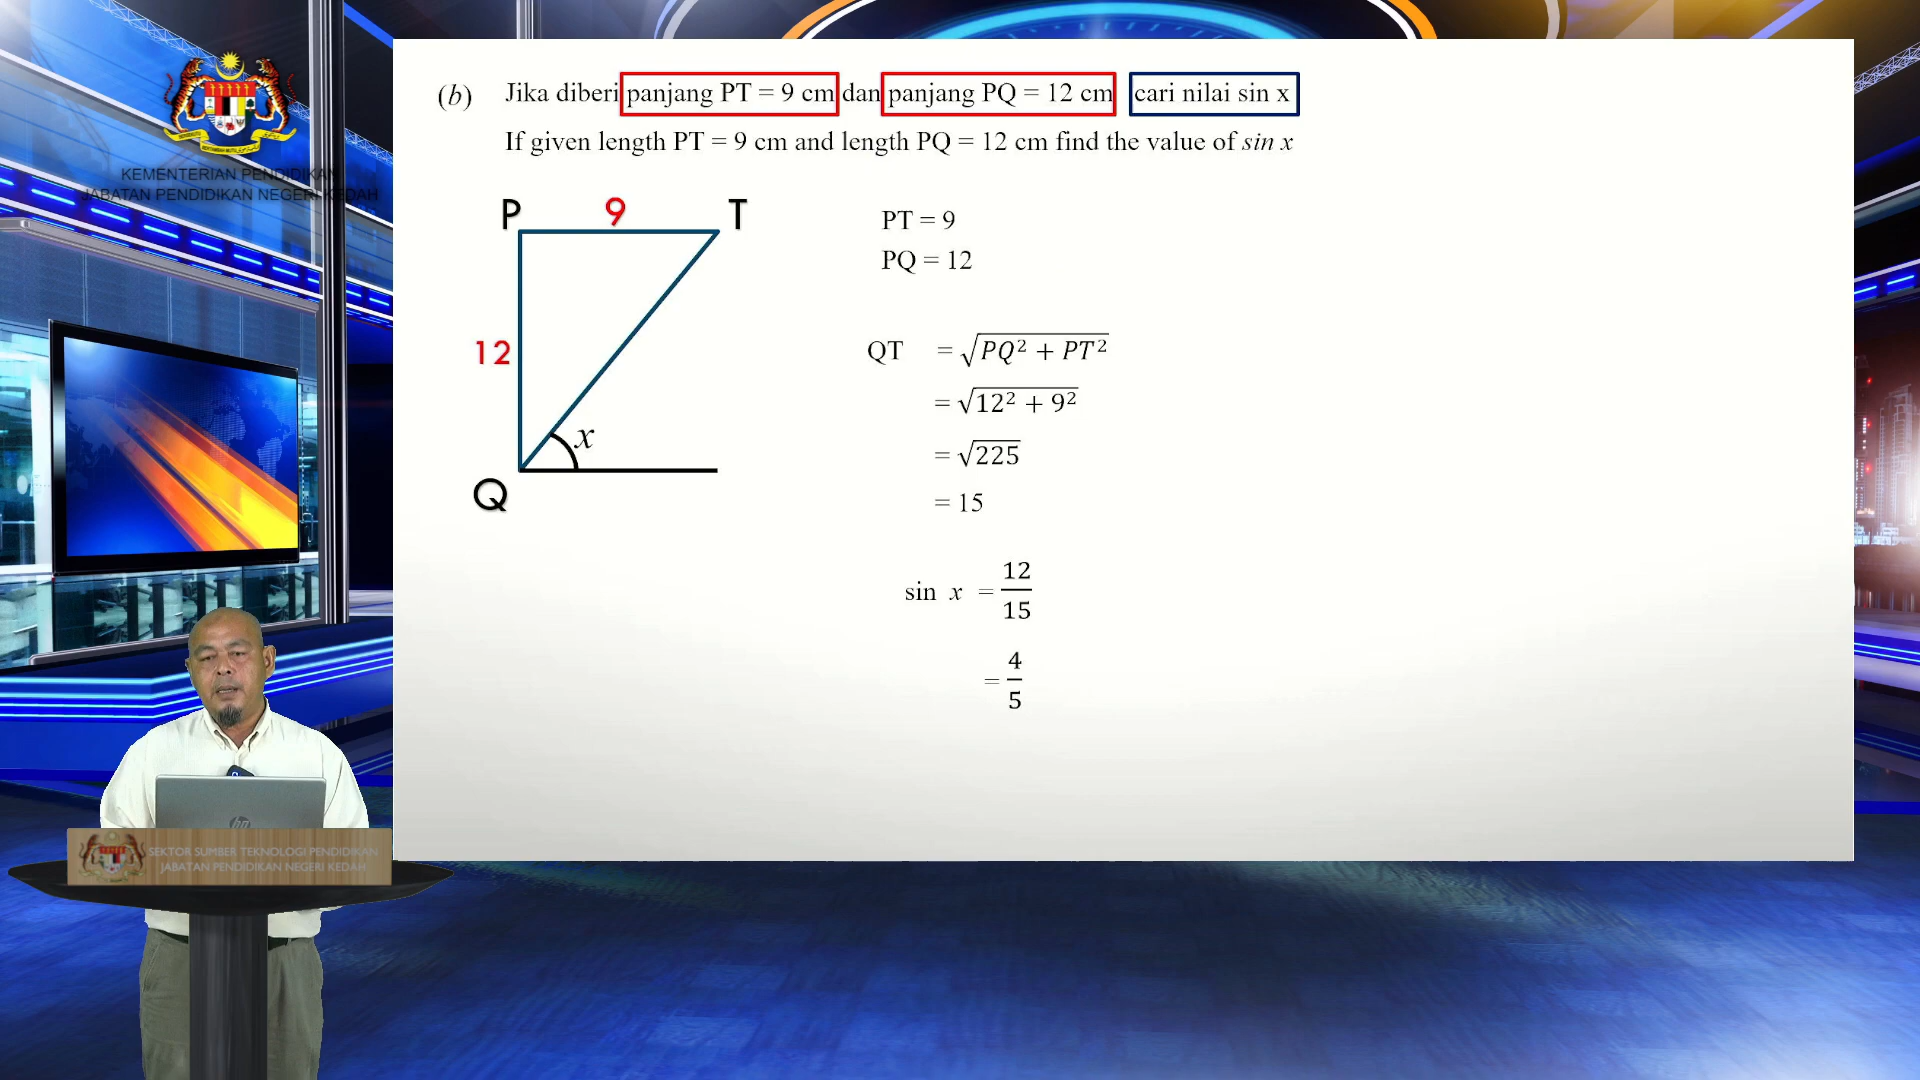 (b) Jika diberi panjang PT = 9 cm dan panjang PQ = 12 cm cari nilai sin x
If given length PT = 9 cm and length PQ = 12 cm find the value of sin x
KEMENTERIAN PENDIDIKAN
JABATAN PENDIDIKAN NEGERI KEDAH
P 9 T
12
x
Q
PT = 9
PQ = 12
QT = √(PQ² + PT²)
= √(12² + 9²)
= √225
= 15
sin x = 12/15
= 4/5
hp
SEKTOR SUMBER TEKNOLOGI PENDIDIKAN
JABATAN PENDIDIKAN NEGERI KEDAH